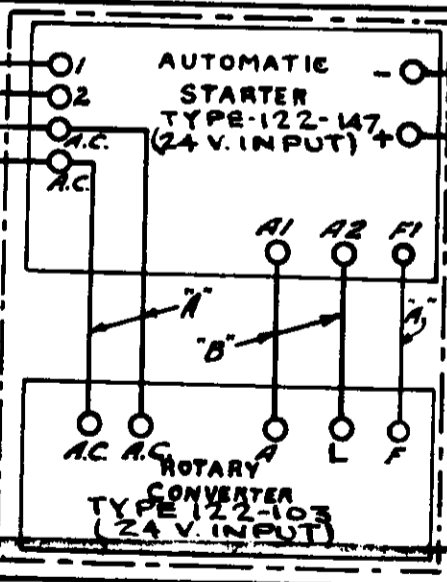 1
AUTOMATIC
-
2
STARTER
TYPE-122-147
A.C.
(24 V. INPUT)
+
A.C.
A1 A2 F1
"A"
"A,"
"B"
A.C. A.C. A L F
ROTARY
CONVERTER
TYPE 122-103
(24 V. INPUT)